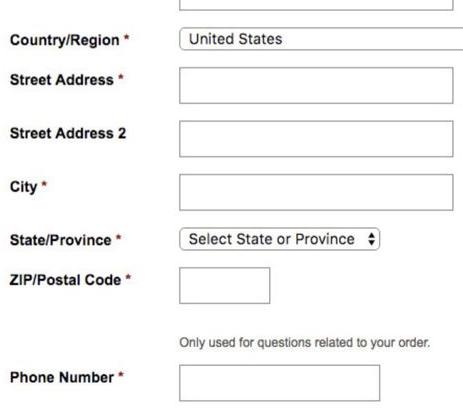 Country/Region * United States
Street Address *
Street Address 2
City *
State/Province * Select State or Province
ZIP/Postal Code *
Only used for questions related to your order.
Phone Number *